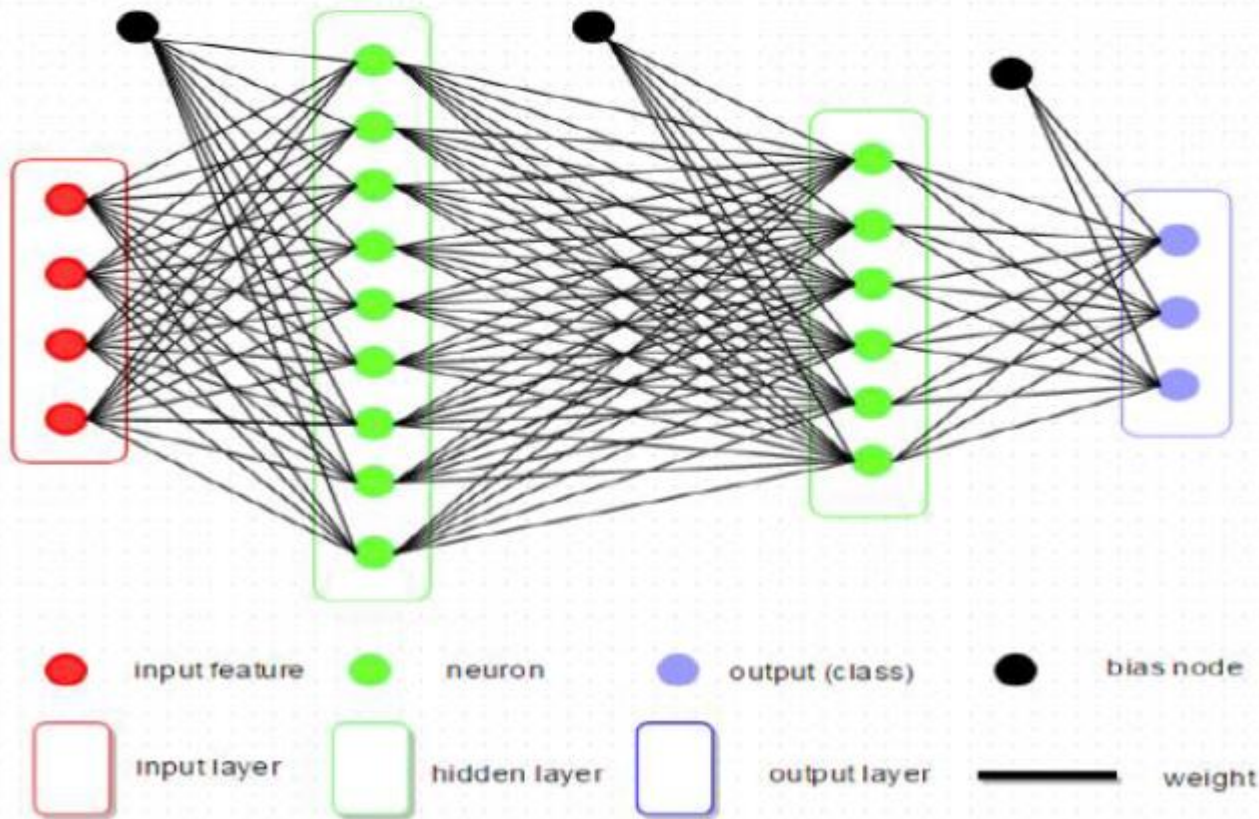 input feature
neuron
output (class)
bias node
input layer
hidden layer
output layer
weight